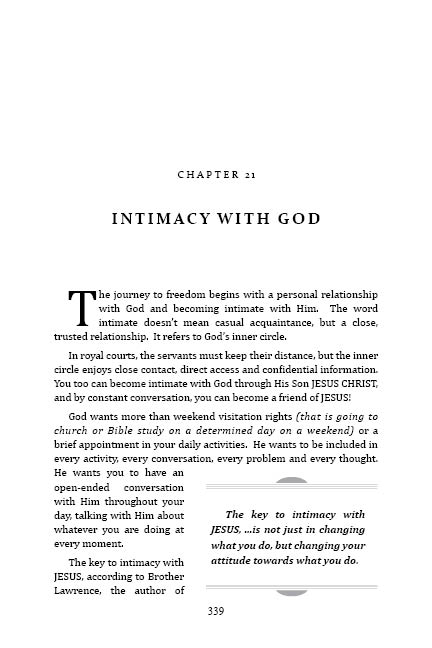 CHAPTER 21
INTIMACY WITH GOD
The journey to freedom begins with a personal relationship
with God and becoming intimate with Him. The word
intimate doesn't mean casual acquaintance, but a close,
trusted relationship. It refers to God's inner circle.
In royal courts, the servants must keep their distance, but the inner
circle enjoys close contact, direct access and confidential information.
You too can become intimate with God through His Son JESUS CHRIST,
and by constant conversation, you can become a friend of JESUS!
God wants more than weekend visitation rights (that is going to
church or Bible study on a determined day on a weekend) or a
brief appointment in your daily activities. He wants to be included in
every activity, every conversation, every problem and every thought.
He wants you to have an
open-ended conversation
with Him throughout your
day, talking with Him about
whatever you are doing at
every moment.
The key to intimacy with
JESUS, according to Brother
Lawrence, the author of
The key to intimacy with
JESUS, ...is not just in changing
what you do, but changing your
attitude towards what you do.
339